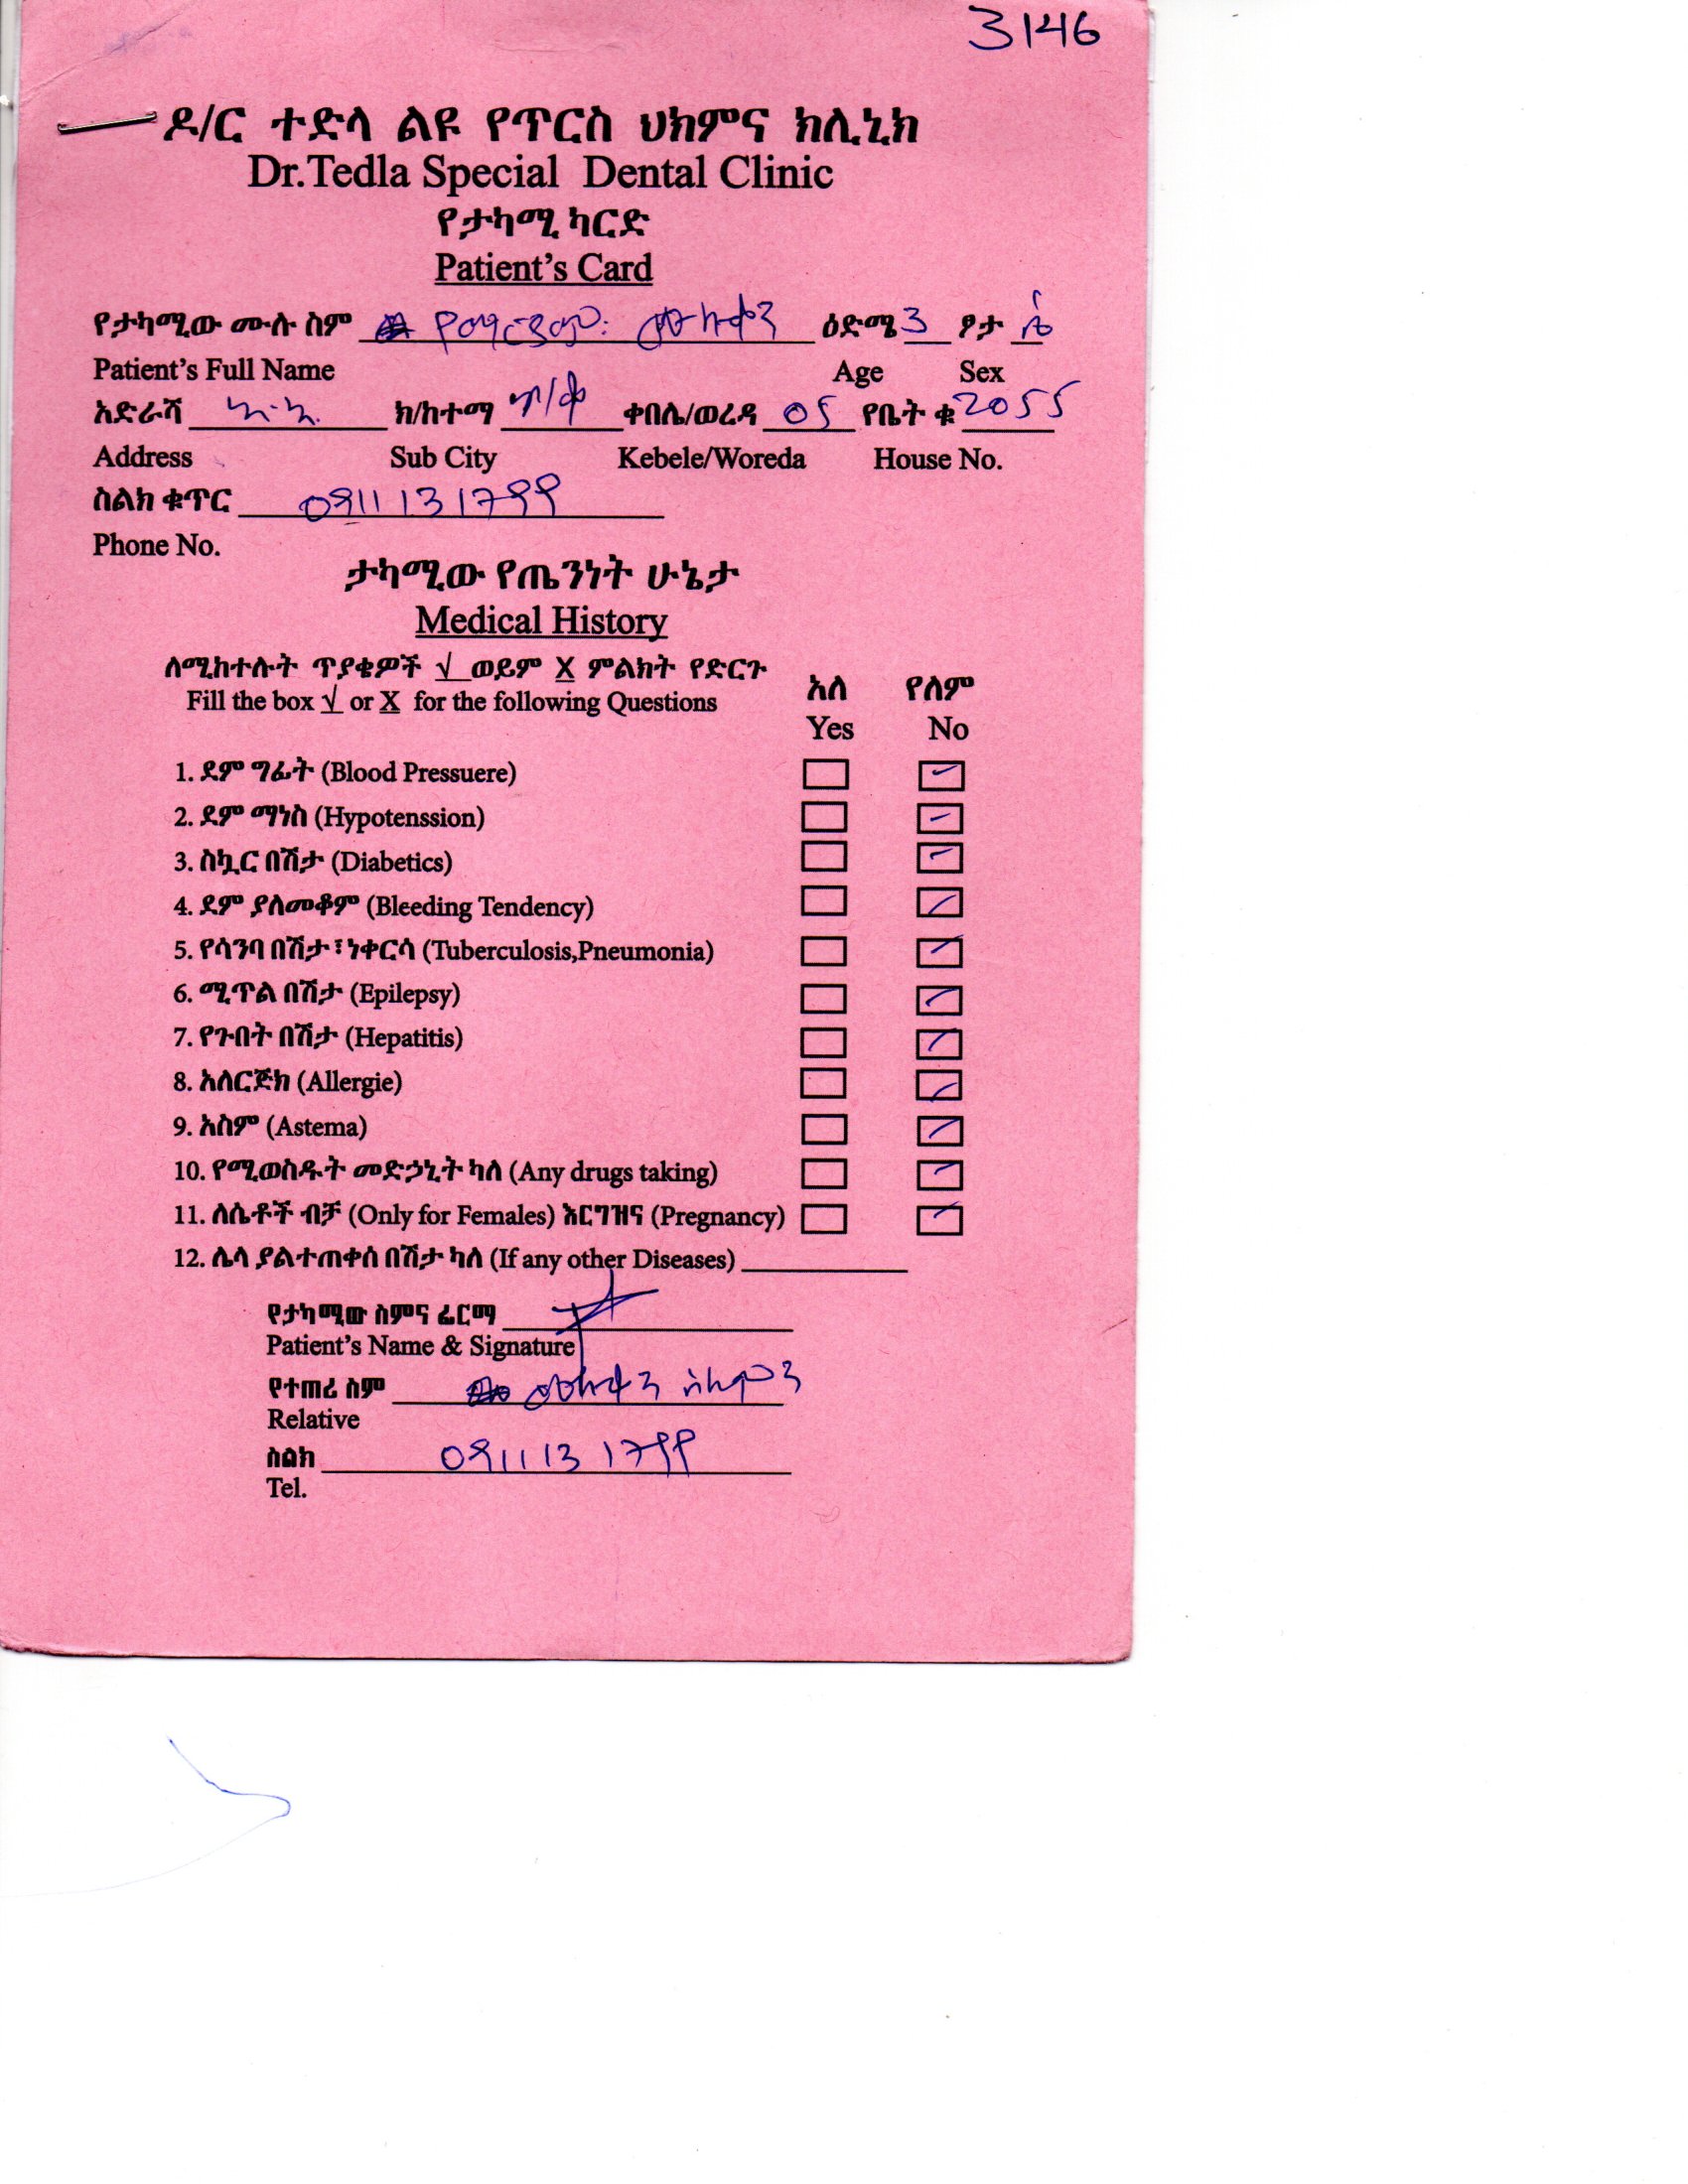 3146
ዶ/ር ተድላ ልዩ የጥርስ ህክምና ክሊኒክ
Dr.Tedla Special Dental Clinic
የታካሚ ካርድ
Patient's Card
የታካሚው ሙሉ ስም ዕድሜ 3 ፆታ ሴ
Patient's Full Name Age Sex
አድራሻ አ.አ. ክ/ከተማ ቀበሌ/ወረዳ 05 የቤት ቁ 2055
Address Sub City Kebele/Woreda House No.
ስልክ ቁጥር 0911131799
Phone No.
ታካሚው የጤንነት ሁኔታ
Medical History
ለሚከተሉት ጥያቄዎች √ ወይም X ምልክት የድርጉ
Fill the box √ or X for the following Questions
አለ የለም
Yes No
1. ደም ግፊት (Blood Pressuere)
2. ደም ማነስ (Hypotenssion)
3. ስኳር በሽታ (Diabetics)
4. ደም ያለመቆም (Bleeding Tendency)
5. የሳንባ በሽታ፣ነቀርሳ (Tuberculosis,Pneumonia)
6. ሚጥል በሽታ (Epilepsy)
7. የጉበት በሽታ (Hepatitis)
8. አለርጅክ (Allergie)
9. አስም (Astema)
10. የሚወስዱት መድኃኒት ካለ (Any drugs taking)
11. ለሴቶች ብቻ (Only for Females) እርግዝና (Pregnancy)
12. ሌላ ያልተጠቀሰ በሽታ ካለ (If any other Diseases)
የታካሚው ስምና ፊርማ
Patient's Name & Signature
የተጠሪ ስም
Relative
ስልክ 0911131799
Tel.